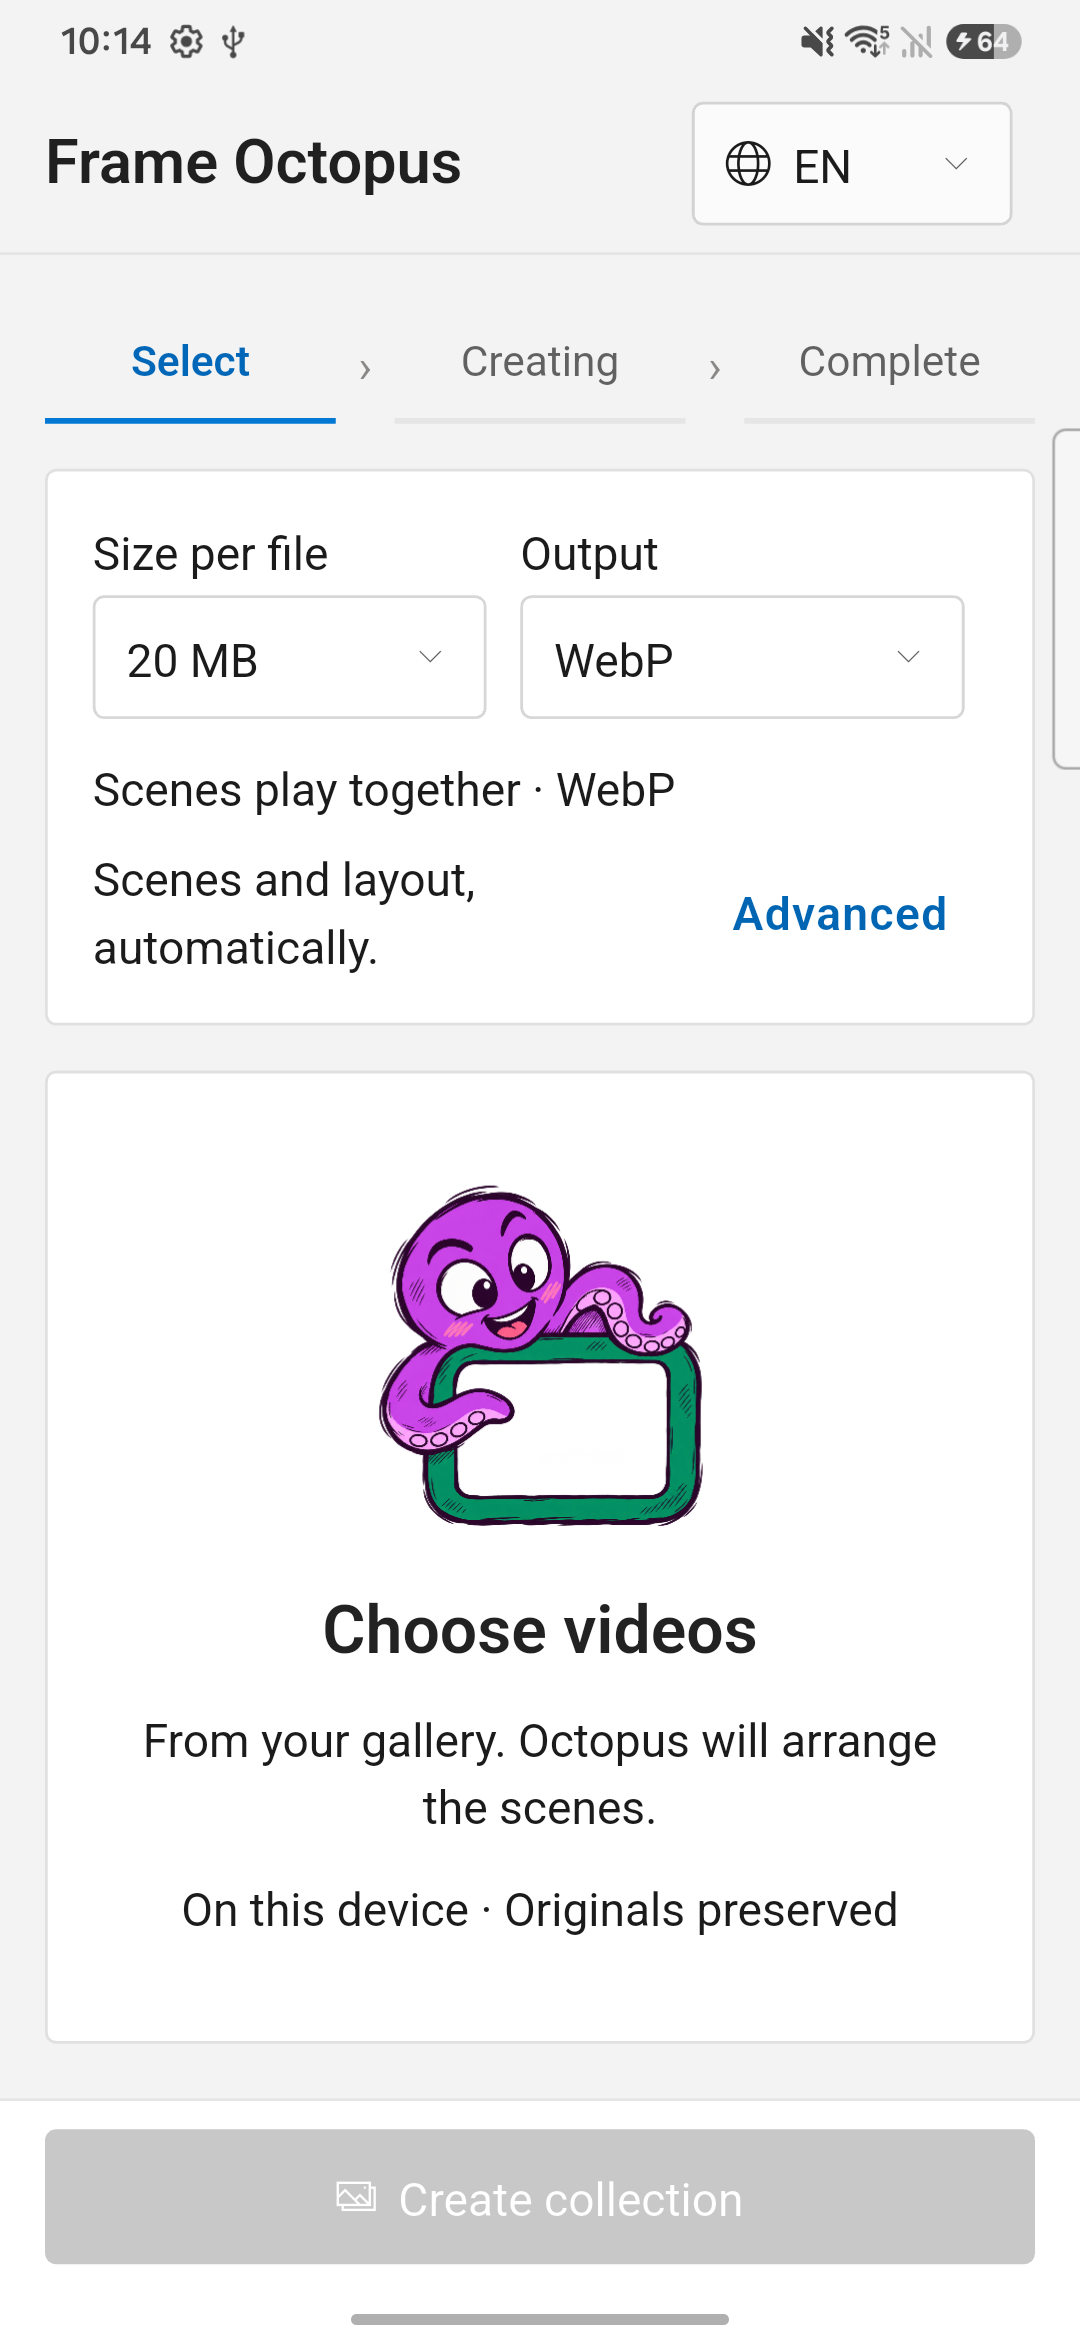 10:14
5
64
Frame Octopus
EN
Select › Creating › Complete
Size per file
Output
20 MB
WebP
Scenes play together · WebP
Scenes and layout,
automatically.
Advanced
Choose videos
From your gallery. Octopus will arrange
the scenes.
On this device · Originals preserved
Create collection